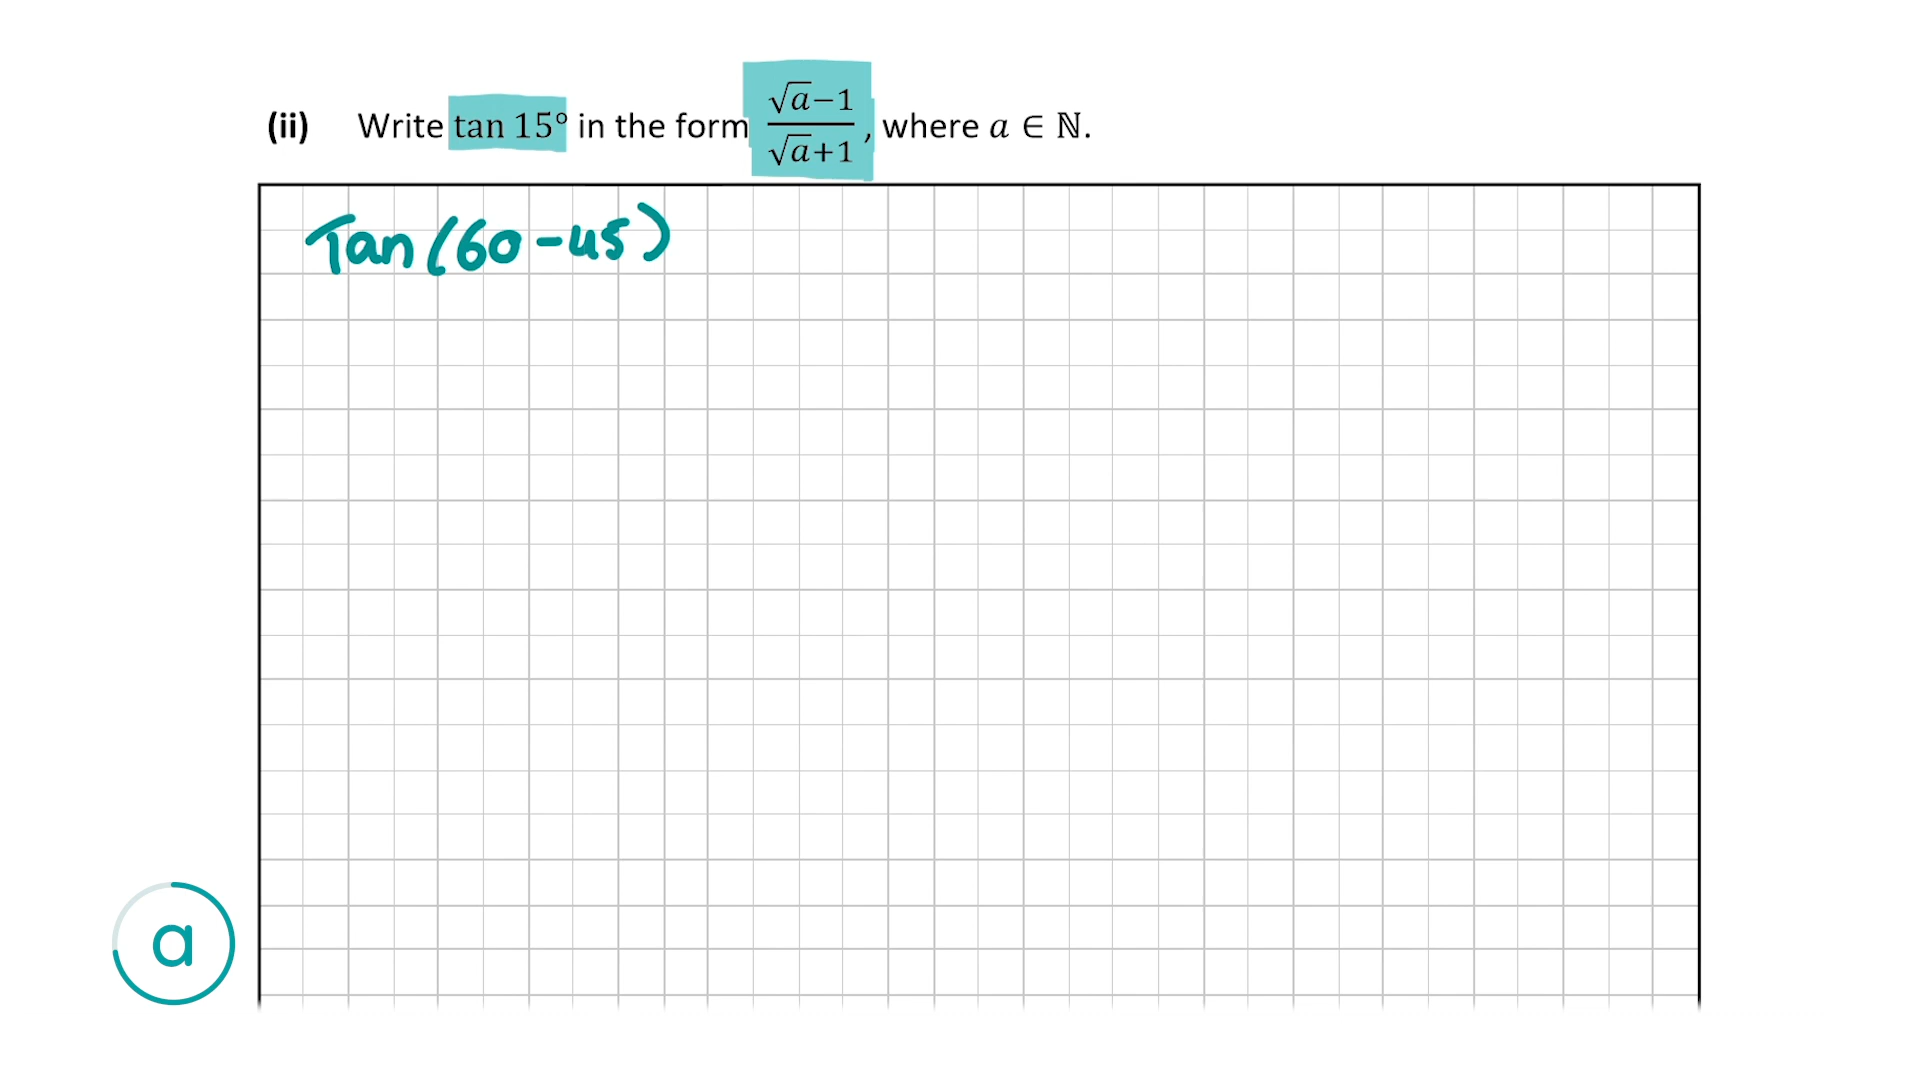 (ii) Write tan 15° in the form √a−1/√a+1, where a ∈ ℕ.
Tan(60-45)
a